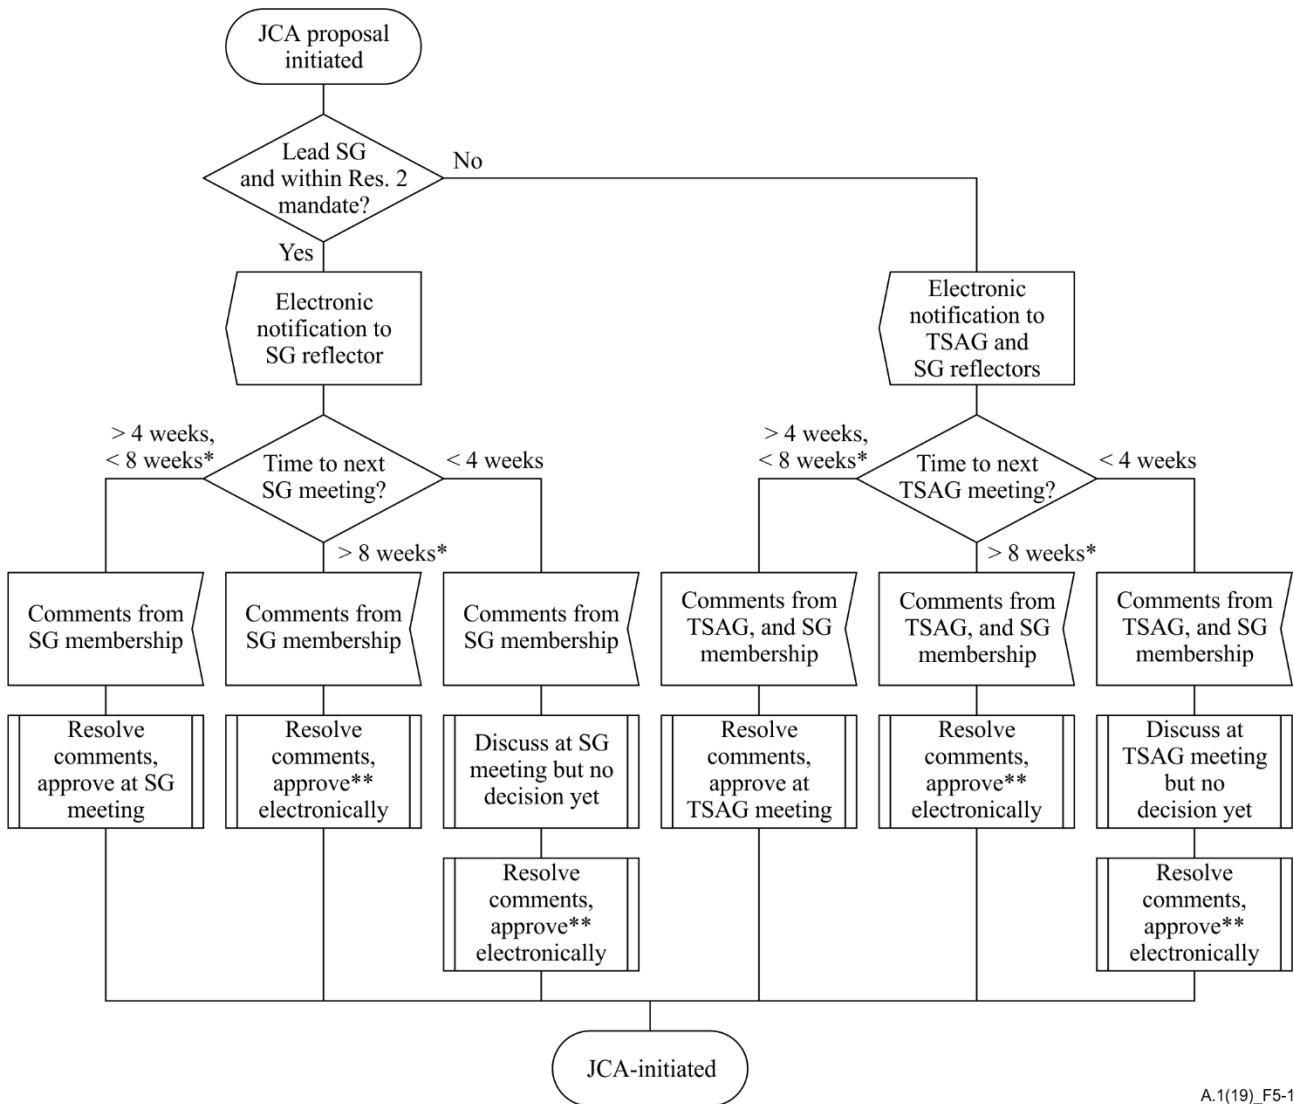 JCA proposal
initiated
Lead SG
and within Res. 2
mandate?
No
Yes
Electronic
notification to
SG reflector
Electronic
notification to
TSAG and
SG reflectors
> 4 weeks,
< 8 weeks*
Time to next
SG meeting?
< 4 weeks
> 8 weeks*
> 4 weeks,
< 8 weeks*
Time to next
TSAG meeting?
< 4 weeks
> 8 weeks*
Comments from
SG membership
Comments from
SG membership
Comments from
SG membership
Comments from
TSAG, and SG
membership
Comments from
TSAG, and SG
membership
Comments from
TSAG, and SG
membership
Resolve
comments,
approve at SG
meeting
Resolve
comments,
approve**
electronically
Discuss at SG
meeting but no
decision yet
Resolve
comments,
approve at
TSAG meeting
Resolve
comments,
approve**
electronically
Discuss at
TSAG meeting
but no
decision yet
Resolve
comments,
approve**
electronically
Resolve
comments,
approve**
electronically
JCA-initiated
A.1(19)_F5-1